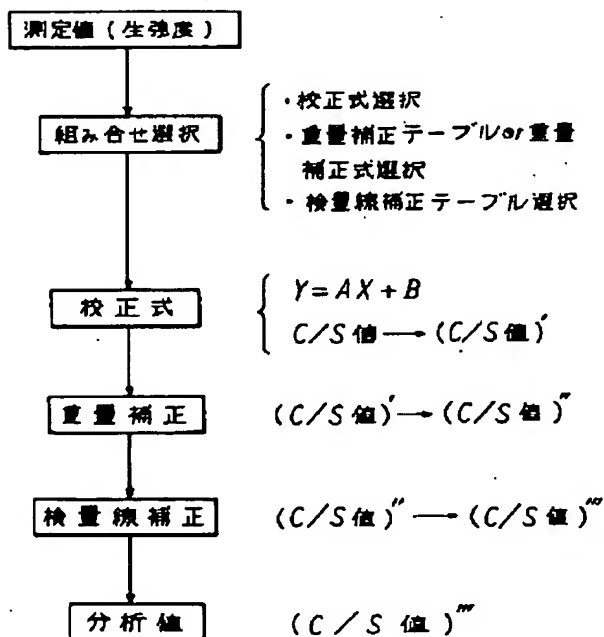 測定値(生強度)
組み合せ選択
・校正式選択
・重量補正テーブルor重量
補正式選択
・検量線補正テーブル選択
校正式
Y=AX+B
C/S値→(C/S値)′
重量補正
(C/S値)′→(C/S値)″
検量線補正
(C/S値)″→(C/S値)‴
分析値
(C/S値)‴